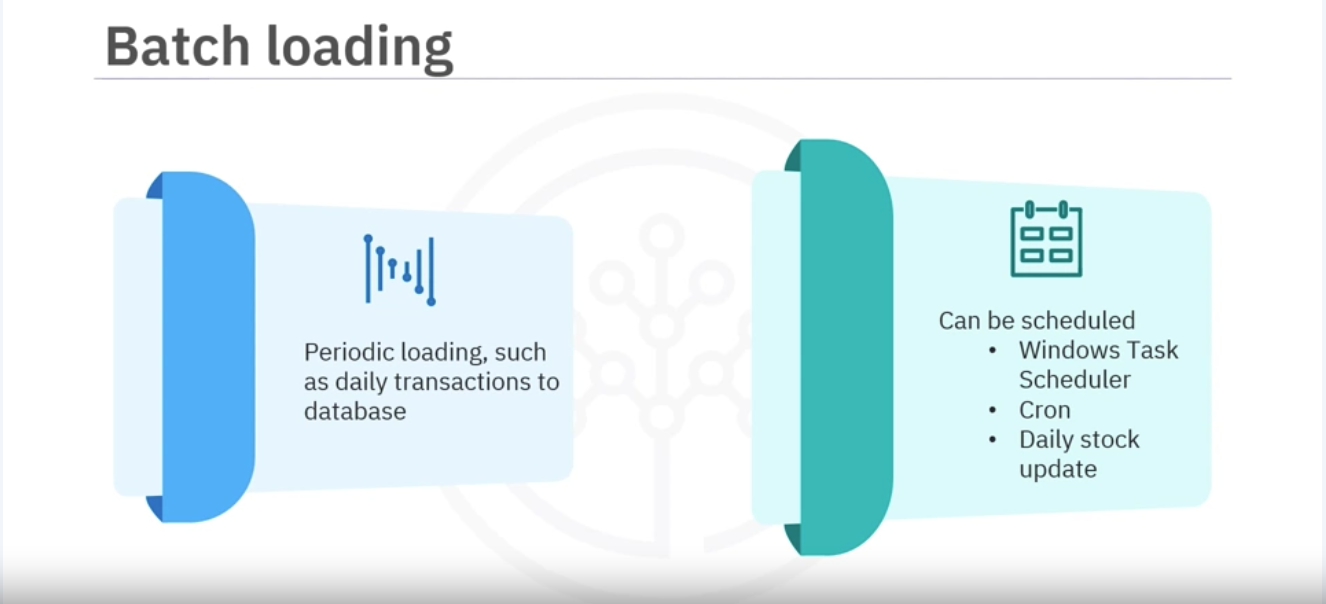 Batch loading
Periodic loading, such
as daily transactions to
database
Can be scheduled
• Windows Task
Scheduler
• Cron
• Daily stock
update